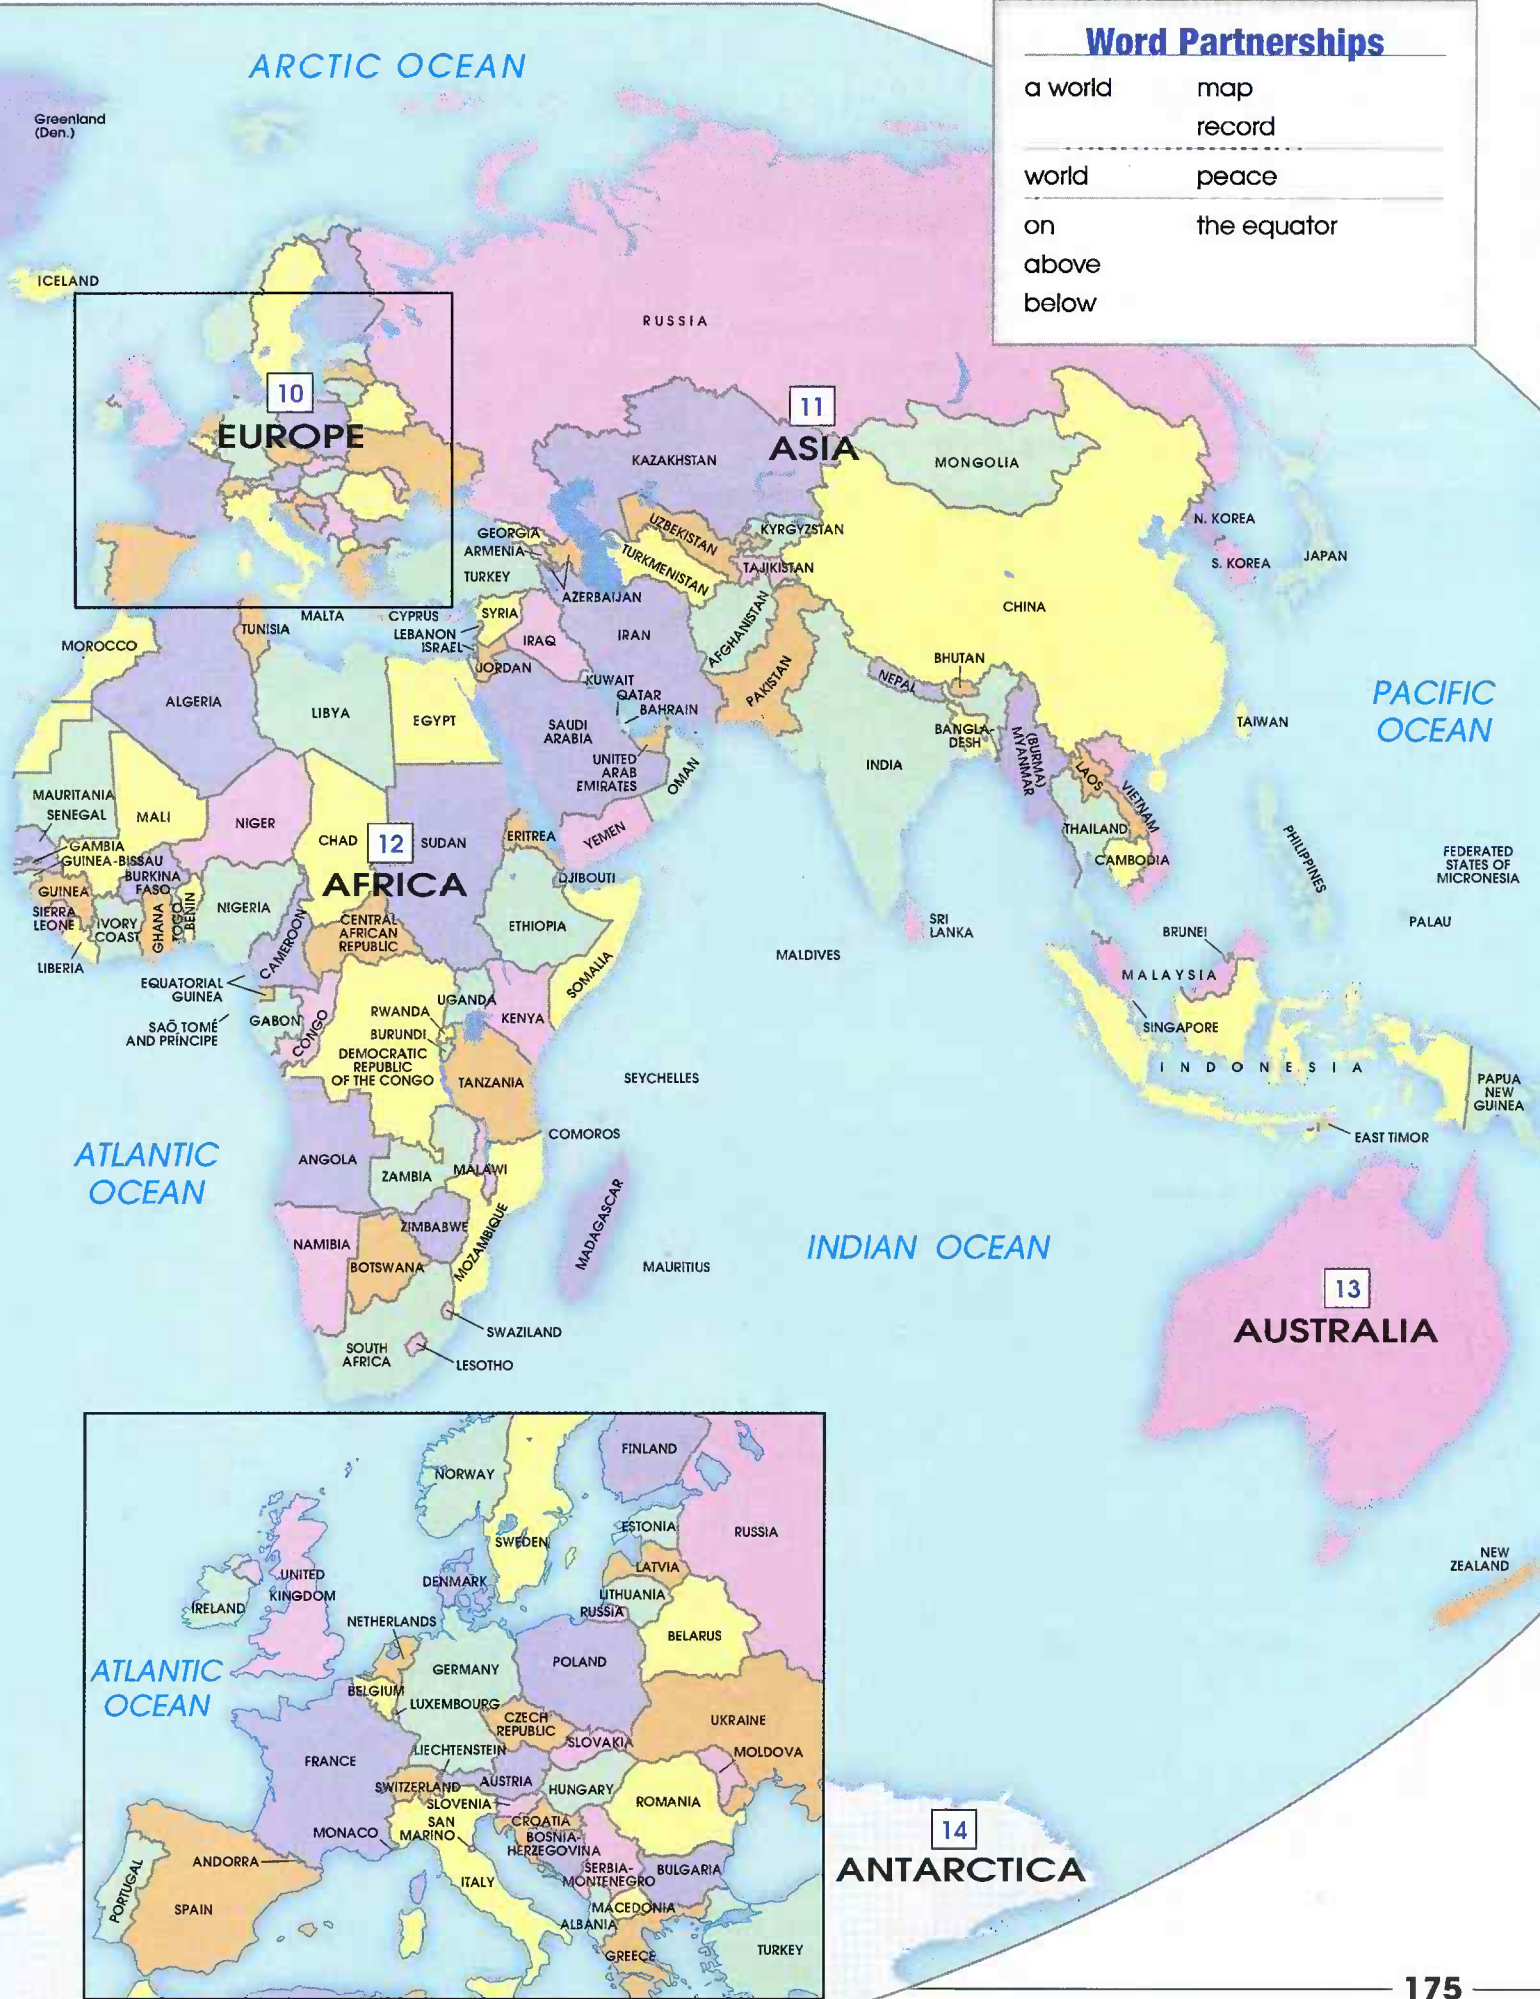 Word Partnerships
a world map
record
world peace
on the equator
above
below
ARCTIC OCEAN
Greenland
(Den.)
ICELAND
RUSSIA
10
EUROPE
11
ASIA
KAZAKHSTAN
MONGOLIA
UZBEKISTAN
KYRGYZSTAN
GEORGIA
ARMENIA
TURKMENISTAN
TAJIKISTAN
TURKEY
AZERBAIJAN
N. KOREA
S. KOREA
JAPAN
CHINA
MALTA
CYPRUS
SYRIA
LEBANON
ISRAEL
IRAQ
IRAN
AFGHANISTAN
JORDAN
KUWAIT
QATAR
BAHRAIN
PAKISTAN
NEPAL
BHUTAN
MOROCCO
TUNISIA
ALGERIA
LIBYA
EGYPT
SAUDI
ARABIA
UNITED
ARAB
EMIRATES
OMAN
YEMEN
INDIA
BANGLA-
DESH
(BURMA)
MYANMAR
LAOS
VIETNAM
THAILAND
CAMBODIA
TAIWAN
PACIFIC
OCEAN
PHILIPPINES
FEDERATED
STATES OF
MICRONESIA
PALAU
MAURITANIA
SENEGAL
MALI
NIGER
CHAD
12
AFRICA
SUDAN
ERITREA
DJIBOUTI
GAMBIA
GUINEA-BISSAU
BURKINA
FASO
GUINEA
SIERRA
LEONE
IVORY
COAST
GHANA
TOGO
BENIN
NIGERIA
CAMEROON
CENTRAL
AFRICAN
REPUBLIC
ETHIOPIA
SOMALIA
LIBERIA
EQUATORIAL
GUINEA
SAÕ TOMÉ
AND PRÍNCIPE
GABON
CONGO
RWANDA
BURUNDI
DEMOCRATIC
REPUBLIC
OF THE CONGO
UGANDA
KENYA
TANZANIA
SRI
LANKA
MALDIVES
BRUNEI
MALAYSIA
SINGAPORE
INDONESIA
PAPUA
NEW
GUINEA
EAST TIMOR
SEYCHELLES
COMOROS
ATLANTIC
OCEAN
ANGOLA
ZAMBIA
MALAWI
ZIMBABWE
MOZAMBIQUE
MADAGASCAR
NAMIBIA
BOTSWANA
MAURITIUS
INDIAN OCEAN
SWAZILAND
SOUTH
AFRICA
LESOTHO
13
AUSTRALIA
NEW
ZEALAND
NORWAY
FINLAND
SWEDEN
ESTONIA
RUSSIA
LATVIA
LITHUANIA
RUSSIA
DENMARK
UNITED
KINGDOM
IRELAND
NETHERLANDS
BELARUS
POLAND
GERMANY
BELGIUM
LUXEMBOURG
ATLANTIC
OCEAN
CZECH
REPUBLIC
UKRAINE
SLOVAKIA
MOLDOVA
FRANCE
LIECHTENSTEIN
SWITZERLAND
AUSTRIA
HUNGARY
ROMANIA
SLOVENIA
SAN
MARINO
CROATIA
BOSNIA-
HERZEGOVINA
MONACO
SERBIA-
MONTENEGRO
BULGARIA
ANDORRA
PORTUGAL
SPAIN
ITALY
MACEDONIA
ALBANIA
GREECE
TURKEY
14
ANTARCTICA
175